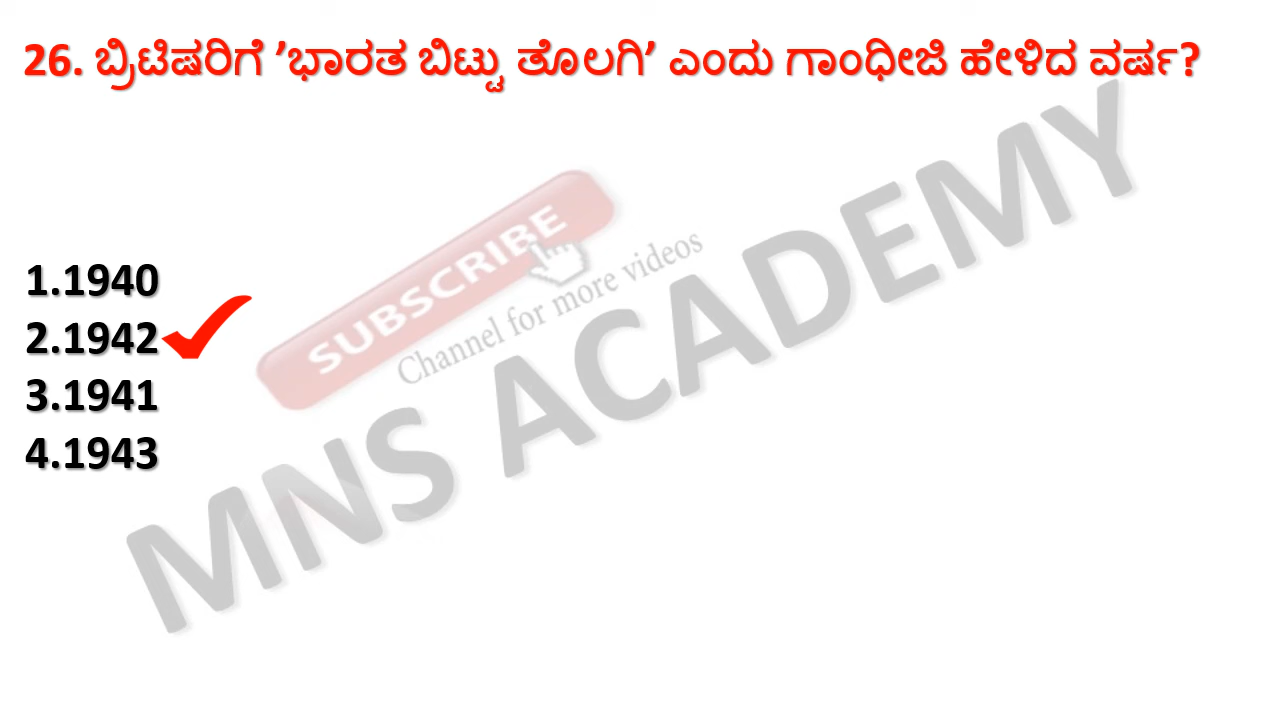 26. ಬ್ರಿಟಿಷರಿಗೆ ’ಭಾರತ ಬಿಟ್ಟು ತೊಲಗಿ’ ಎಂದು ಗಾಂಧೀಜಿ ಹೇಳಿದ ವರ್ಷ?
1.1940
2.1942
3.1941
4.1943
SUBSCRIBE
Channel for more videos
MNS ACADEMY